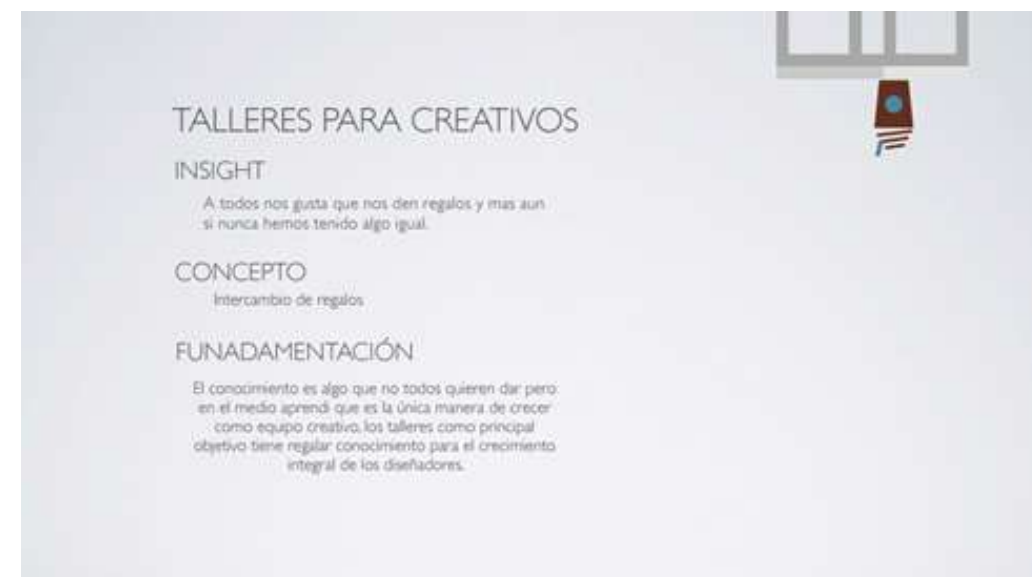 TALLERES PARA CREATIVOS
INSIGHT
A todos nos gusta que nos den regalos y mas aun
si nunca hemos tenido algo igual.
CONCEPTO
Intercambio de regalos
FUNADAMENTACIÓN
El conocimiento es algo que no todos quieren dar pero
en el medio aprendi que es la única manera de crecer
como equipo creativo, los talleres como principal
objetivo tiene regalar conocimiento para el crecimiento
integral de los diseñadores.